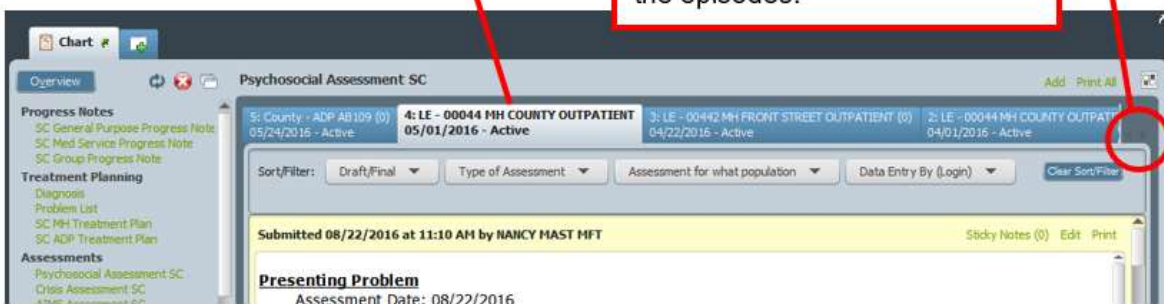 the episodes.
Chart
Overview
Psychosocial Assessment SC
Add Print All
Progress Notes
SC General Purpose Progress Note
SC Med Service Progress Note
SC Group Progress Note
Treatment Planning
Diagnosis
Problem List
SC MH Treatment Plan
SC ADP Treatment Plan
Assessments
Psychosocial Assessment SC
Crisis Assessment SC
5: County - ADP AB109 (0)
05/24/2016 - Active
4: LE - 00044 MH COUNTY OUTPATIENT
05/01/2016 - Active
3: LE - 00442 MH FRONT STREET OUTPATIENT (0)
04/22/2016 - Active
2: LE - 00044 MH COUNTY OUTPATI
04/01/2016 - Active
Sort/Filter:
Draft/Final
Type of Assessment
Assessment for what population
Data Entry By (Login)
Clear Sort/Filter
Submitted 08/22/2016 at 11:10 AM by NANCY MAST MFT
Sticky Notes (0) Edit Print
Presenting Problem
Assessment Date: 08/22/2016